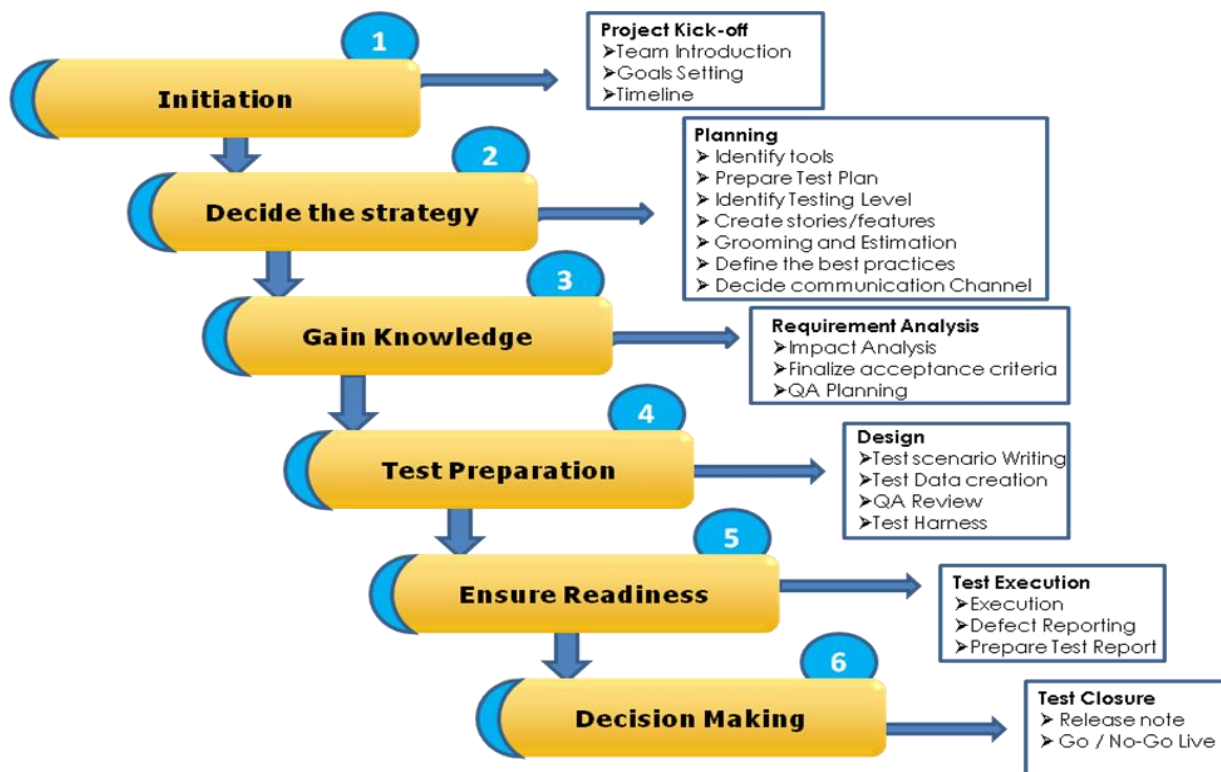 1
Initiation
Project Kick-off
➤Team Introduction
➤Goals Setting
➤Timeline
2
Decide the strategy
Planning
➤ Identify tools
➤ Prepare Test Plan
➤ Identify Testing Level
➤ Create stories/features
➤ Grooming and Estimation
➤ Define the best practices
➤ Decide communication Channel
3
Gain Knowledge
Requirement Analysis
➤Impact Analysis
➤Finalize acceptance criteria
➤QA Planning
4
Test Preparation
Design
➤Test scenario Writing
➤Test Data creation
➤QA Review
➤Test Harness
5
Ensure Readiness
Test Execution
➤Execution
➤Defect Reporting
➤Prepare Test Report
6
Decision Making
Test Closure
➤ Release note
➤ Go / No-Go Live